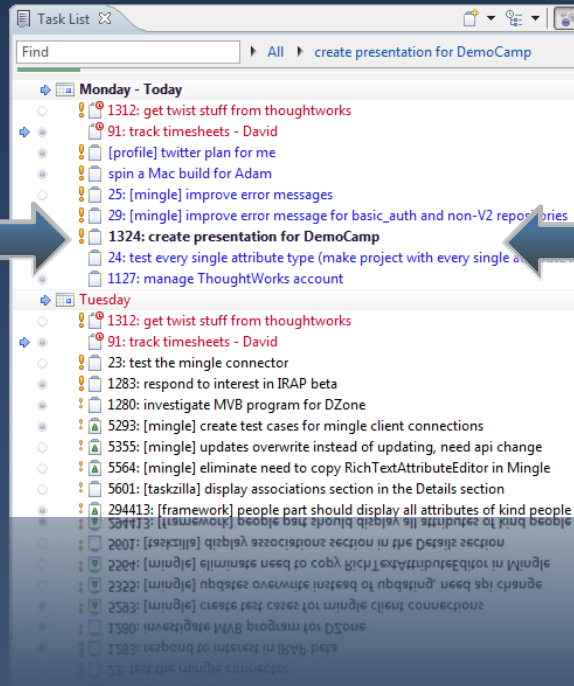 Task List
Find All create presentation for DemoCamp
Monday - Today
1312: get twist stuff from thoughtworks
91: track timesheets - David
[profile] twitter plan for me
spin a Mac build for Adam
25: [mingle] improve error messages
29: [mingle] improve error message for basic_auth and non-V2 repositories
1324: create presentation for DemoCamp
24: test every single attribute type (make project with every single
1127: manage ThoughtWorks account
Tuesday
1312: get twist stuff from thoughtworks
91: track timesheets - David
23: test the mingle connector
1283: respond to interest in IRAP beta
1280: investigate MVB program for DZone
5293: [mingle] create test cases for mingle client connections
5355: [mingle] updates overwrite instead of updating, need api change
5564: [mingle] eliminate need to copy RichTextAttributeEditor in Mingle
5601: [taskzilla] display associations section in the Details section
294413: [framework] people part should display all attributes of kind people